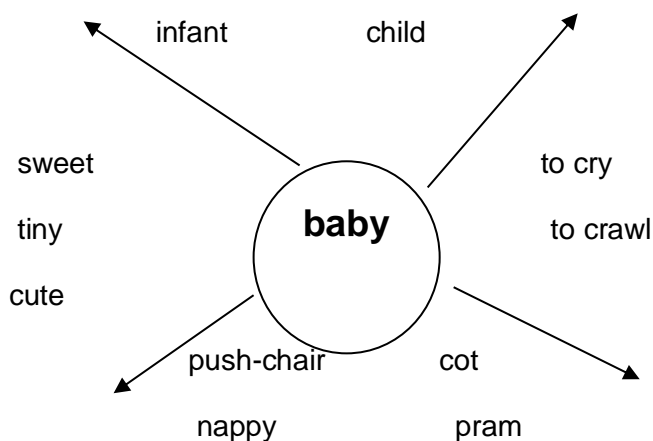 infant child
sweet to cry
baby
tiny to crawl
cute
push-chair cot
nappy pram